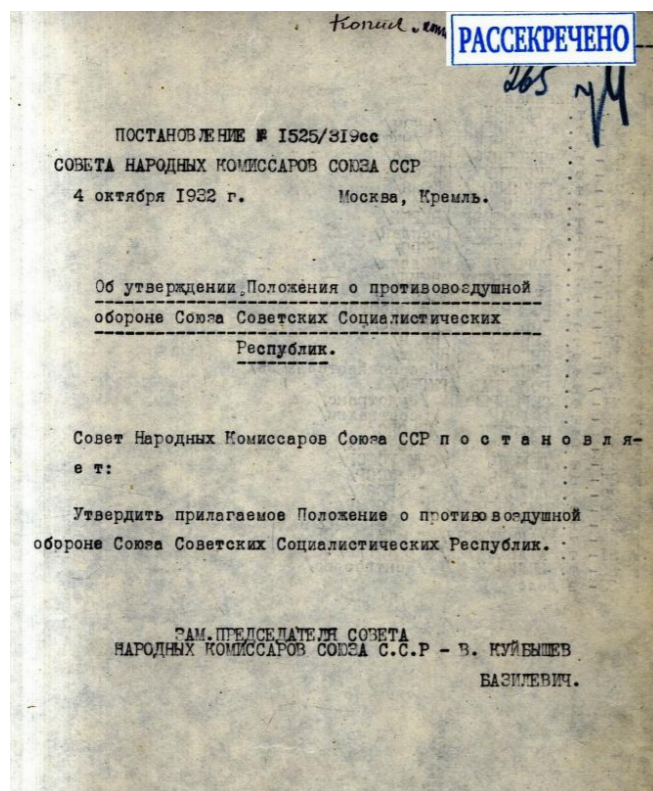 Копия
РАССЕКРЕЧЕНО
265
ПОСТАНОВЛЕНИЕ № I525/319сс
СОВЕТА НАРОДНЫХ КОМИССАРОВ СОЮЗА ССР
4 октября I932 г. Москва, Кремль.
Об утверждении Положения о противовоздушной
обороне Союза Советских Социалистических
Республик.
Совет Народных Комиссаров Союза ССР п о с т а н о в л я-
е т:
Утвердить прилагаемое Положение о противовоздушной
обороне Союза Советских Социалистических Республик.
ЗАМ.ПРЕДСЕДАТЕЛЯ СОВЕТА
НАРОДНЫХ КОМИССАРОВ СОЮЗА С.С.Р – В. КУЙБЫШЕВ
БАЗИЛЕВИЧ.